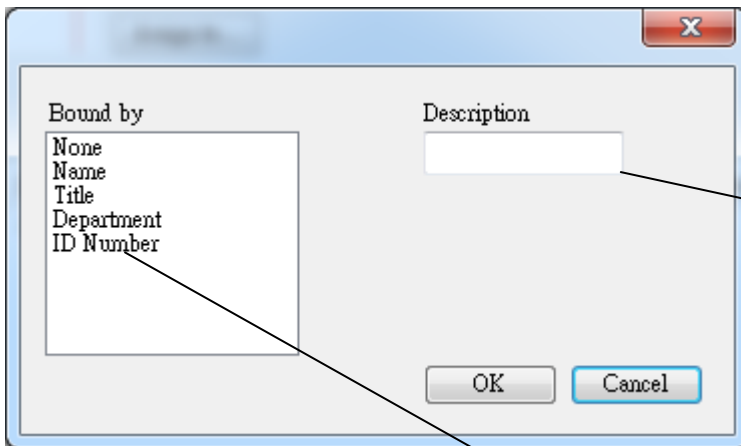 Bound by
Description
None
Name
Title
Department
ID Number
OK
Cancel